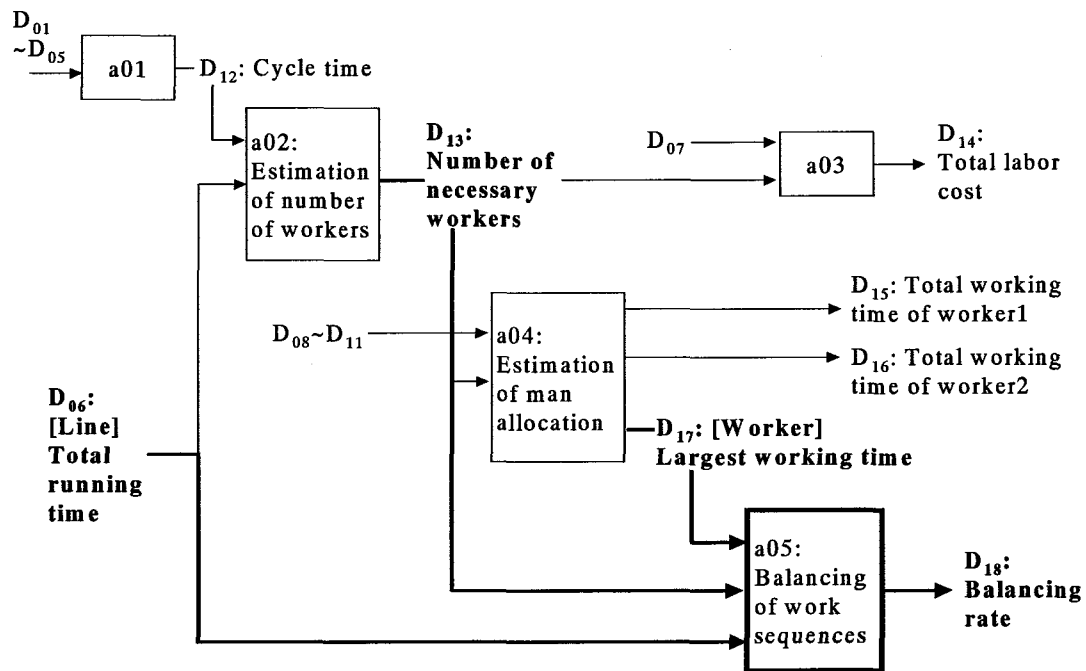 D01
~D05
a01
D12: Cycle time
a02:
Estimation
of number
of workers
D13:
Number of
necessary
workers
D07
a03
D14:
Total labor
cost
D08~D11
a04:
Estimation
of man
allocation
D15: Total working
time of worker1
D16: Total working
time of worker2
D06:
[Line]
Total
running
time
D17: [Worker]
Largest working time
a05:
Balancing
of work
sequences
D18:
Balancing
rate